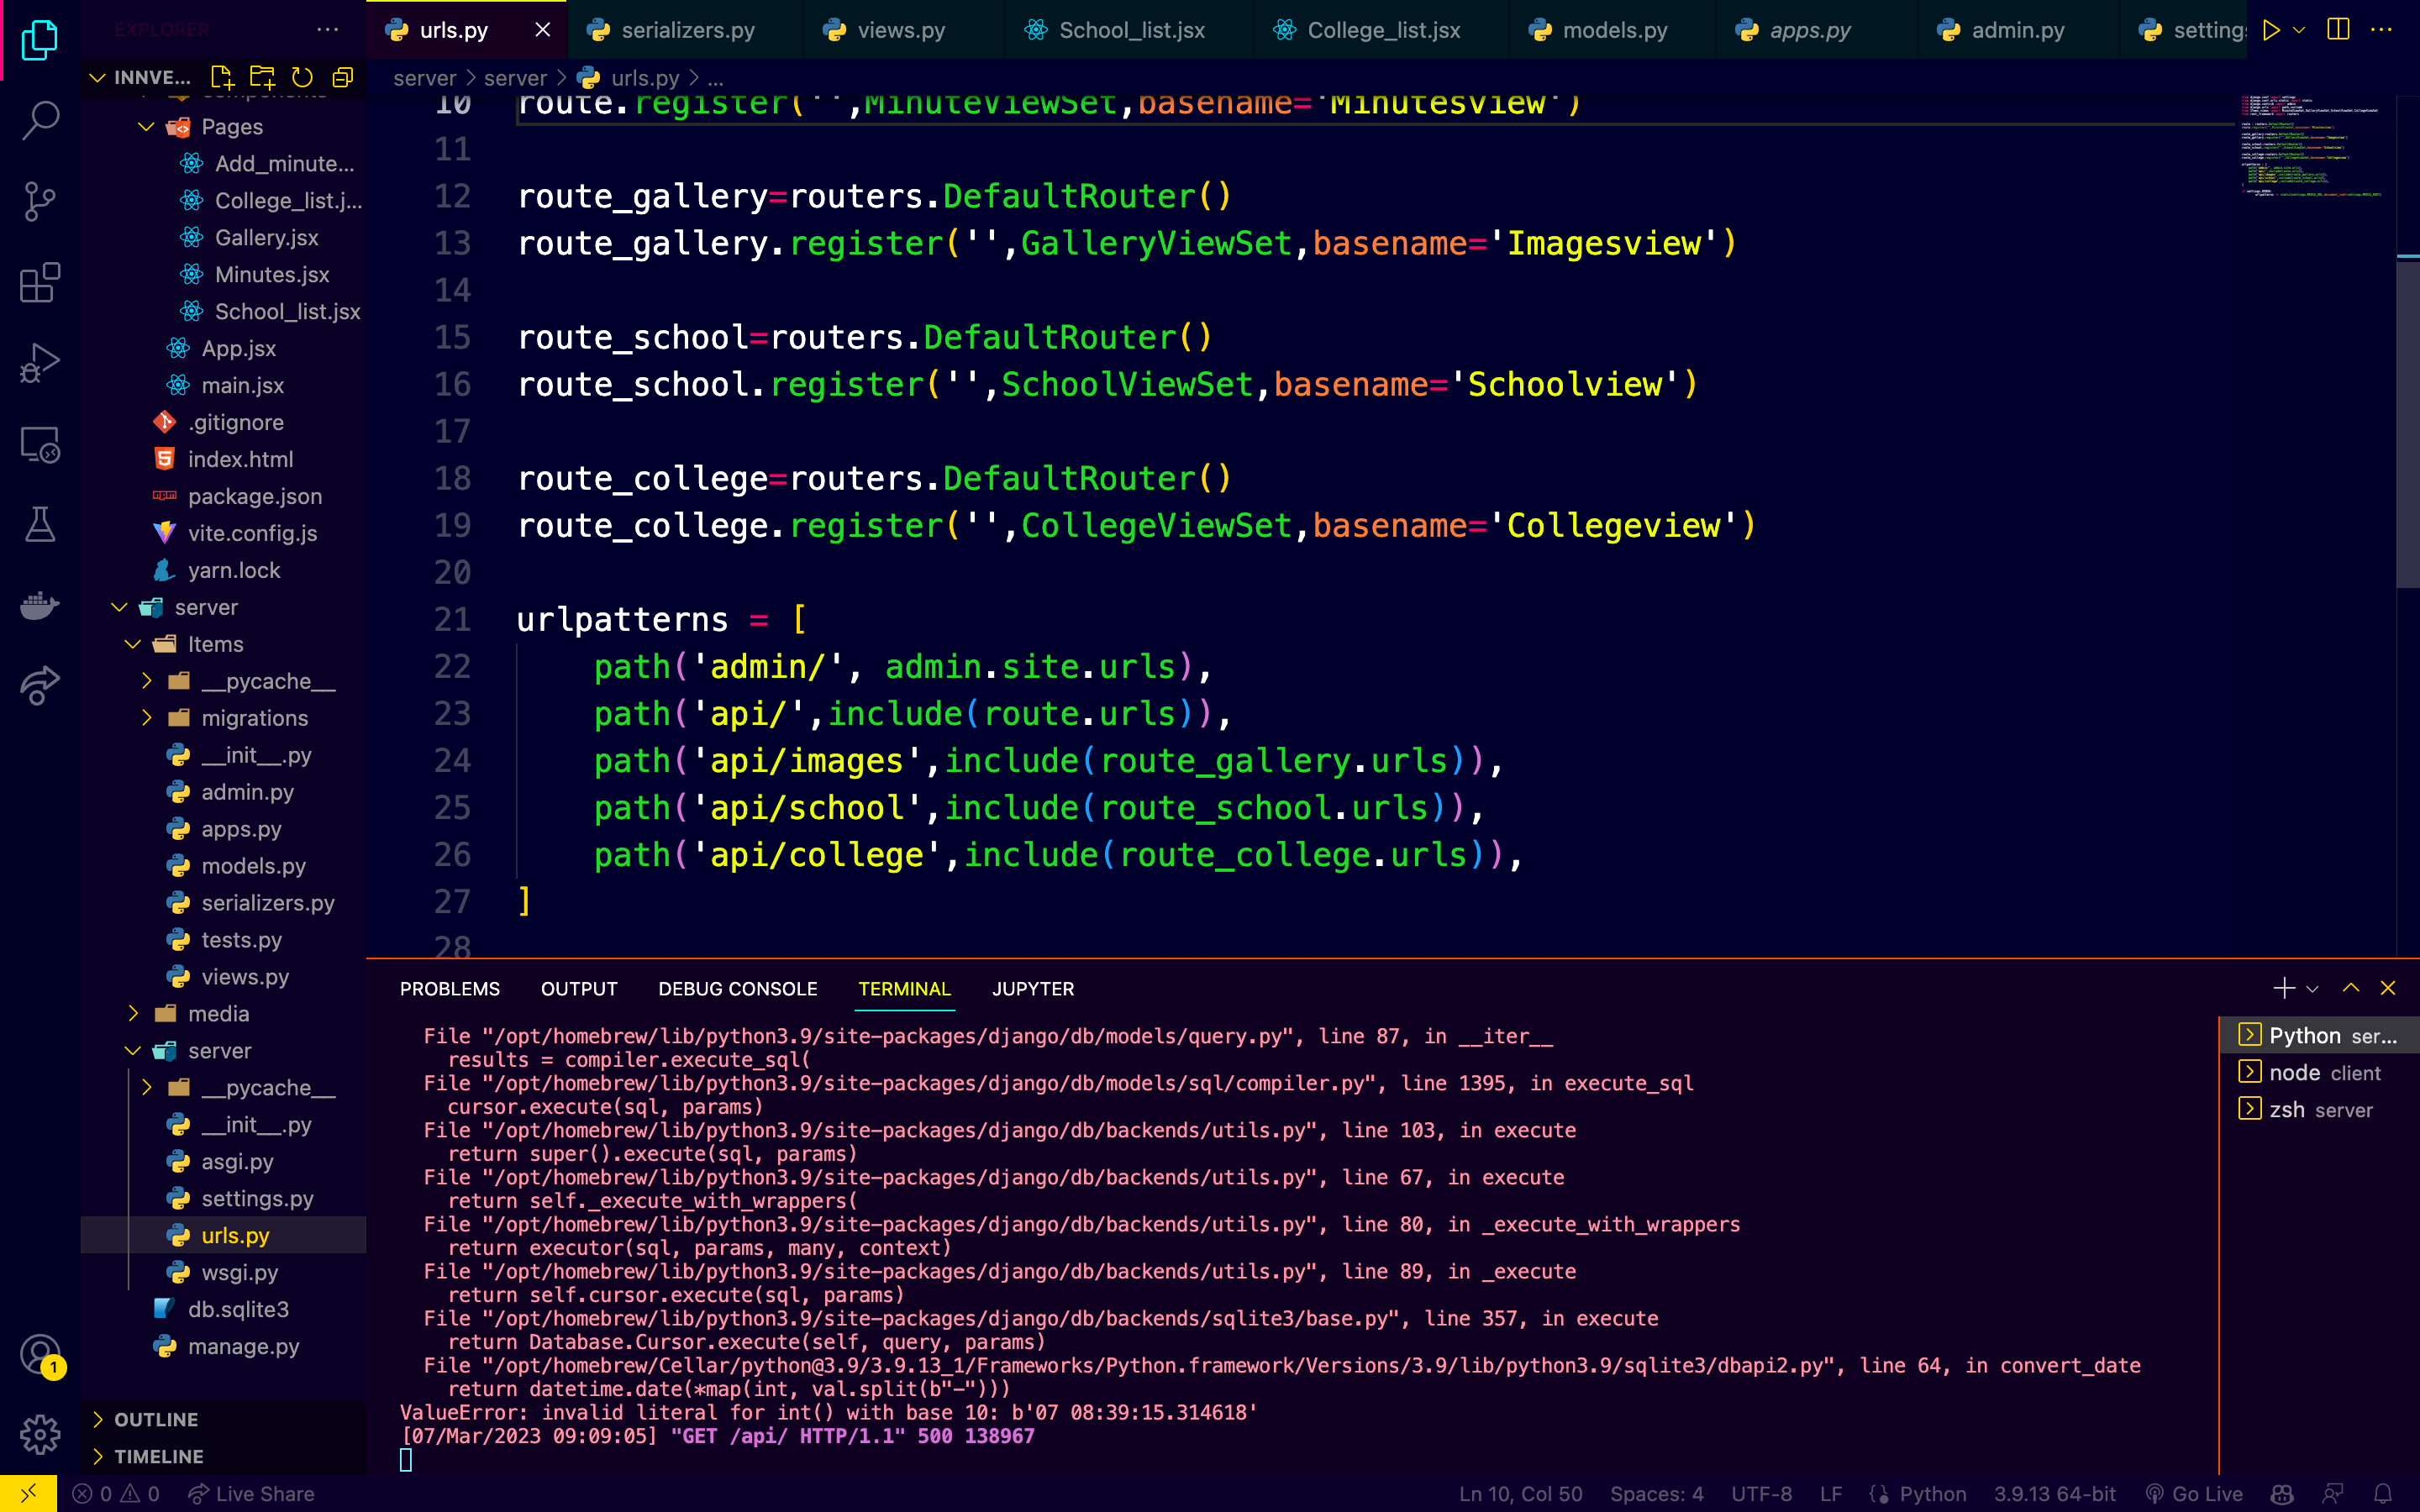 EXPLORER
urls.py
serializers.py
views.py
School_list.jsx
College_list.jsx
models.py
apps.py
admin.py
INNVE...
server > server > urls.py > ...
Pages
Add_minute...
College_list.j...
Gallery.jsx
Minutes.jsx
School_list.jsx
App.jsx
main.jsx
.gitignore
index.html
package.json
vite.config.js
yarn.lock
server
Items
__pycache__
migrations
__init__.py
admin.py
apps.py
models.py
serializers.py
tests.py
views.py
media
server
__pycache__
__init__.py
asgi.py
settings.py
urls.py
wsgi.py
db.sqlite3
manage.py
OUTLINE
TIMELINE
10 route.register('',MinuteViewSet,basename='Minutesview')
11
12 route_gallery=routers.DefaultRouter()
13 route_gallery.register('',GalleryViewSet,basename='Imagesview')
14
15 route_school=routers.DefaultRouter()
16 route_school.register('',SchoolViewSet,basename='Schoolview')
17
18 route_college=routers.DefaultRouter()
19 route_college.register('',CollegeViewSet,basename='Collegeview')
20
21 urlpatterns = [
22 path('admin/', admin.site.urls),
23 path('api/',include(route.urls)),
24 path('api/images',include(route_gallery.urls)),
25 path('api/school',include(route_school.urls)),
26 path('api/college',include(route_college.urls)),
27 ]
28
PROBLEMS
OUTPUT
DEBUG CONSOLE
TERMINAL
JUPYTER
File "/opt/homebrew/lib/python3.9/site-packages/django/db/models/query.py", line 87, in __iter__
results = compiler.execute_sql(
File "/opt/homebrew/lib/python3.9/site-packages/django/db/models/sql/compiler.py", line 1395, in execute_sql
cursor.execute(sql, params)
File "/opt/homebrew/lib/python3.9/site-packages/django/db/backends/utils.py", line 103, in execute
return super().execute(sql, params)
File "/opt/homebrew/lib/python3.9/site-packages/django/db/backends/utils.py", line 67, in execute
return self._execute_with_wrappers(
File "/opt/homebrew/lib/python3.9/site-packages/django/db/backends/utils.py", line 80, in _execute_with_wrappers
return executor(sql, params, many, context)
File "/opt/homebrew/lib/python3.9/site-packages/django/db/backends/utils.py", line 89, in _execute
return self.cursor.execute(sql, params)
File "/opt/homebrew/lib/python3.9/site-packages/django/db/backends/sqlite3/base.py", line 357, in execute
return Database.Cursor.execute(self, query, params)
File "/opt/homebrew/Cellar/python@3.9/3.9.13_1/Frameworks/Python.framework/Versions/3.9/lib/python3.9/sqlite3/dbapi2.py", line 64, in convert_date
return datetime.date(*map(int, val.split(b"-")))
ValueError: invalid literal for int() with base 10: b'07 08:39:15.314618'
[07/Mar/2023 09:09:05] "GET /api/ HTTP/1.1" 500 138967
Python ser...
node client
zsh server
1
0 0 Live Share
Ln 10, Col 50
Spaces: 4
UTF-8
LF
Python
3.9.13 64-bit
Go Live